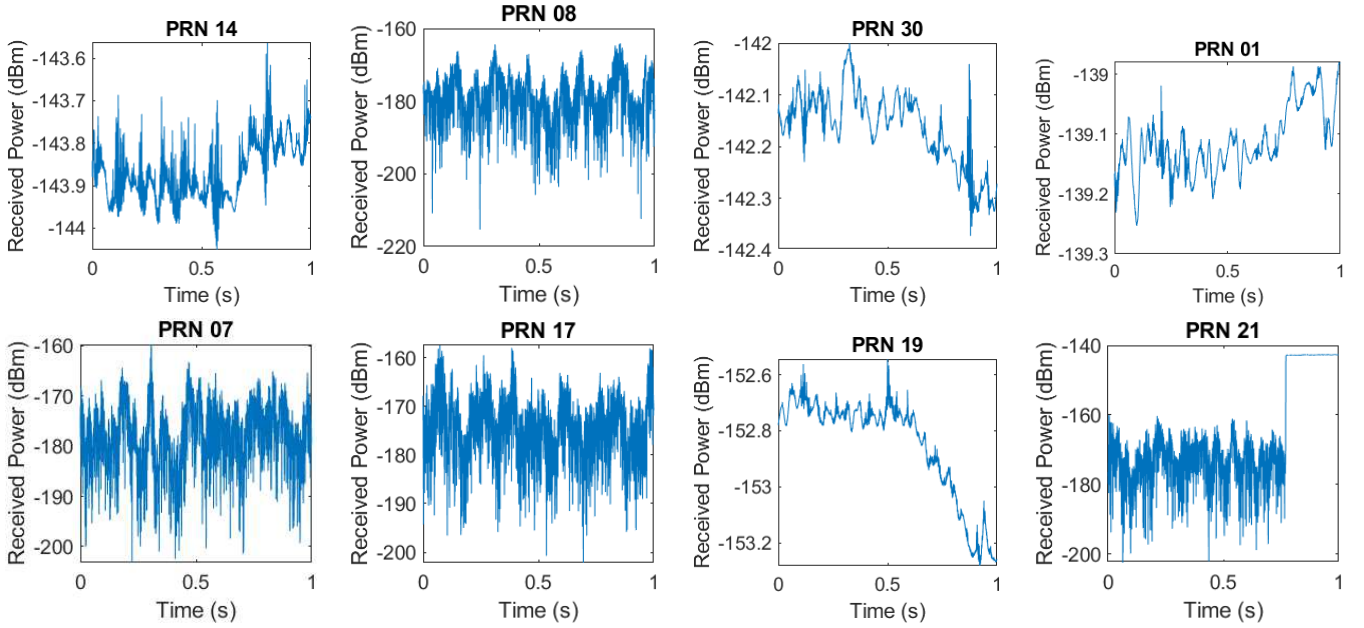 PRN 14
Received Power (dBm)
-143.6
-143.7
-143.8
-143.9
-144
0
0.5
1
Time (s)
PRN 08
Received Power (dBm)
-160
-180
-200
-220
0
0.5
1
Time (s)
PRN 30
Received Power (dBm)
-142
-142.1
-142.2
-142.3
-142.4
0
0.5
1
Time (s)
PRN 01
Received Power (dBm)
-139
-139.1
-139.2
-139.3
0
0.5
1
Time (s)
PRN 07
Received Power (dBm)
-160
-170
-180
-190
-200
0
0.5
1
Time (s)
PRN 17
Received Power (dBm)
-160
-170
-180
-190
-200
0
0.5
1
Time (s)
PRN 19
Received Power (dBm)
-152.6
-152.8
-153
-153.2
0
0.5
1
Time (s)
PRN 21
Received Power (dBm)
-140
-160
-180
-200
0
0.5
1
Time (s)